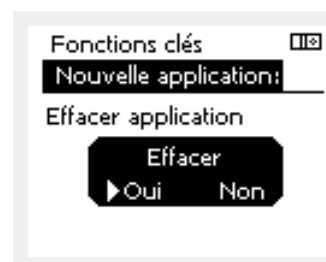 Fonctions clés
Nouvelle application:
Effacer application
Effacer
Oui Non